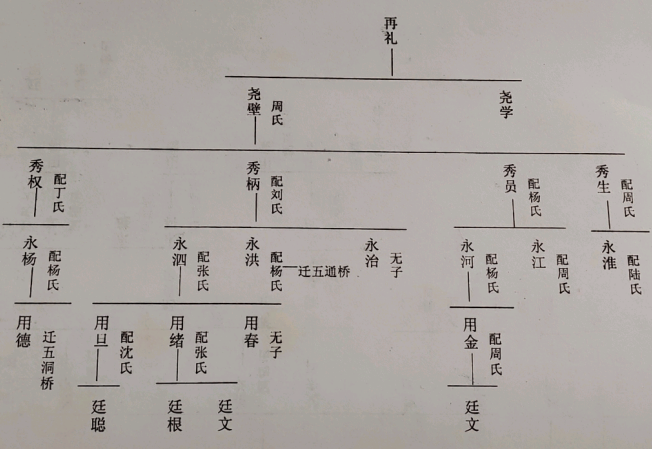 再礼
尧壁
周氏
尧学
秀权
配丁氏
秀柄
配刘氏
秀员
配杨氏
秀生
配周氏
永杨
配杨氏
永泗
配张氏
永洪
配杨氏
迁五通桥
永治
无子
永河
配杨氏
永江
配周氏
永淮
配陆氏
用德
迁五洞桥
用旦
配沈氏
用绪
配张氏
用春
无子
用金
配周氏
廷聪
廷根
廷文
廷文